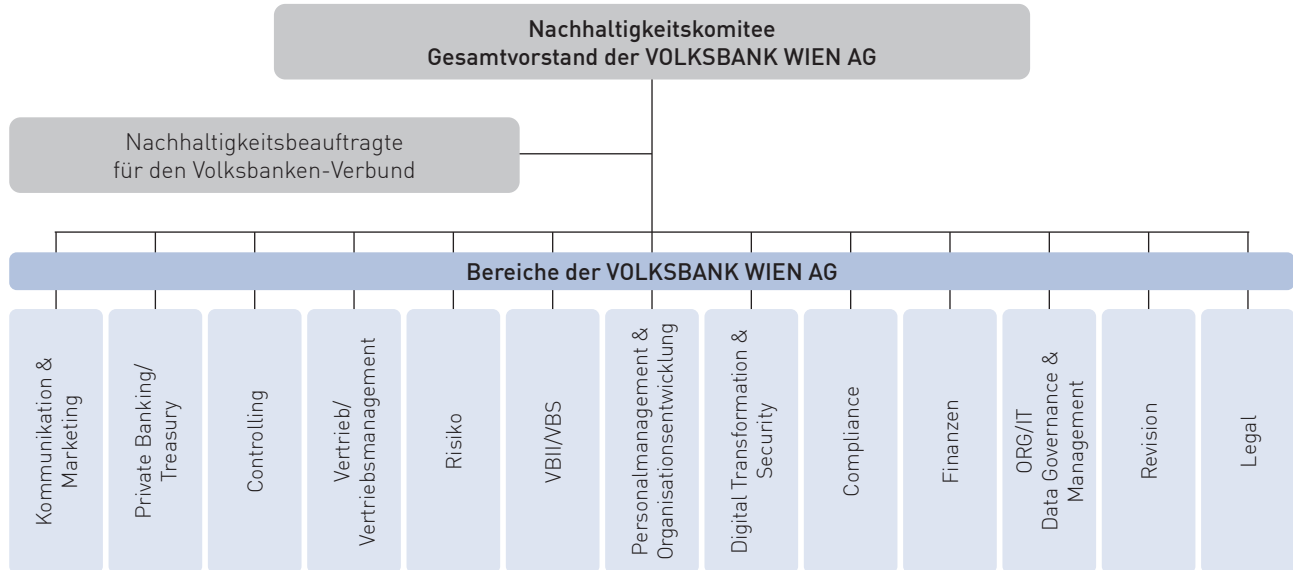 Nachhaltigkeitskomitee
Gesamtvorstand der VOLKSBANK WIEN AG
Nachhaltigkeitsbeauftragte
für den Volksbanken-Verbund
Bereiche der VOLKSBANK WIEN AG
Kommunikation &
Marketing
Private Banking/
Treasury
Controlling
Vertrieb/
Vertriebsmanagement
Risiko
VBII/VBS
Personalmanagement &
Organisationsentwicklung
Digital Transformation &
Security
Compliance
Finanzen
ORG/IT
Data Governance &
Management
Revision
Legal